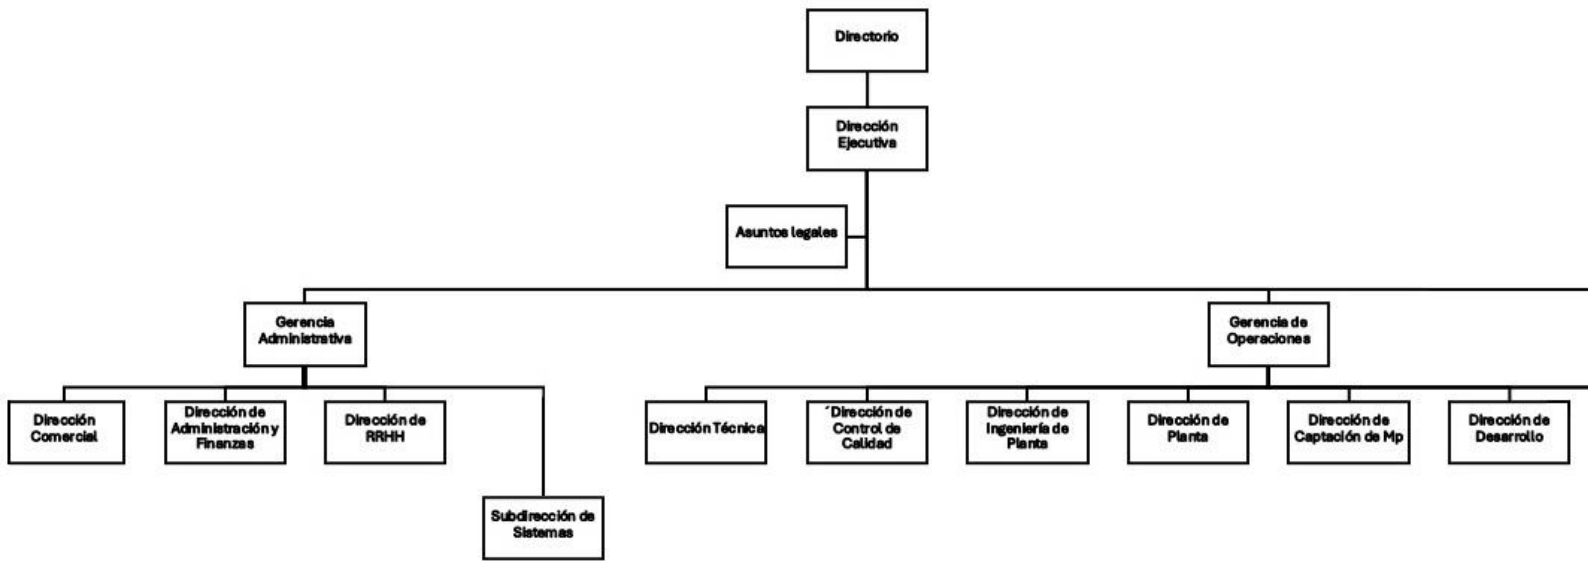 Directorio
Dirección
Ejecutiva
Asuntos legales
Gerencia
Administrativa
Gerencia de
Operaciones
Dirección
Comercial
Dirección de
Administración y
Finanzas
Dirección de
RRHH
Dirección Técnica
´Dirección de
Control de
Calidad
Dirección de
Ingeniería de
Planta
Dirección de
Planta
Dirección de
Captación de Mp
Dirección de
Desarrollo
Subdirección de
Sistemas